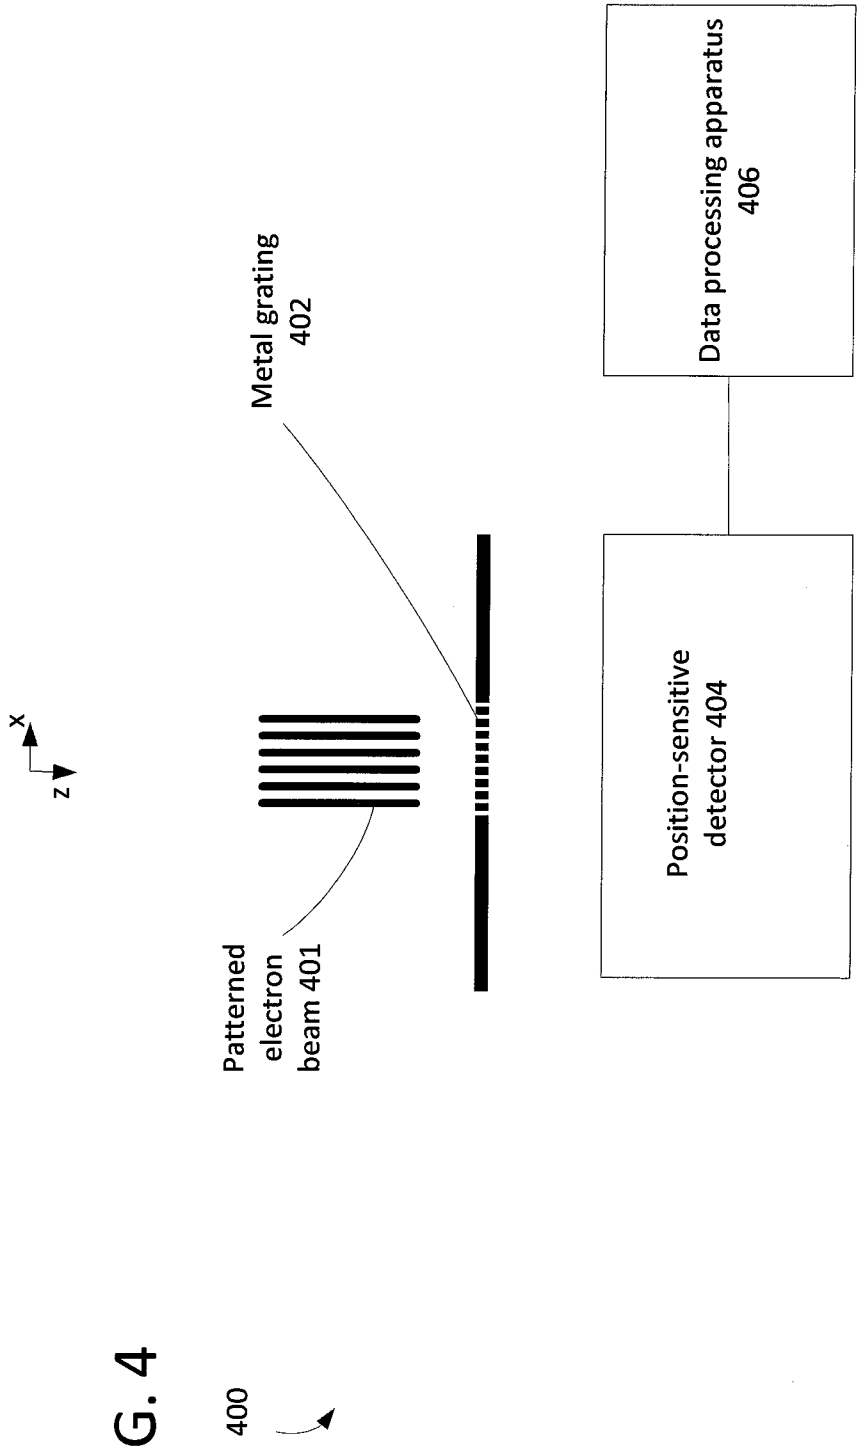 G. 4
400
x
z
Patterned
electron
beam 401
Metal grating
402
Position-sensitive
detector 404
Data processing apparatus
406